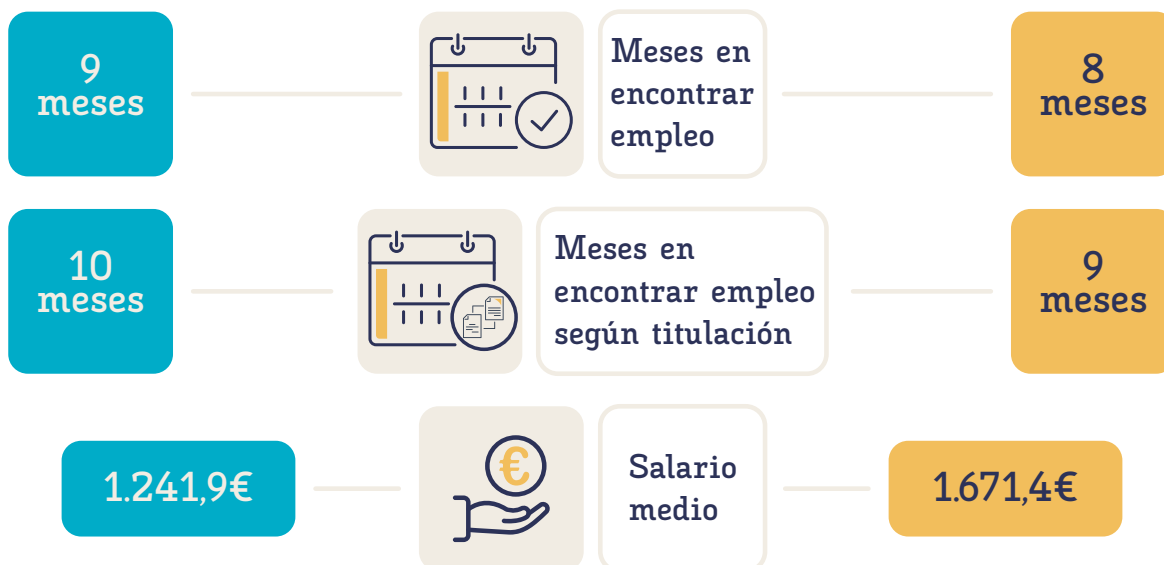 9
meses
Meses en
encontrar
empleo
8
meses
10
meses
Meses en
encontrar empleo
según titulación
9
meses
1.241,9€
€
Salario
medio
1.671,4€